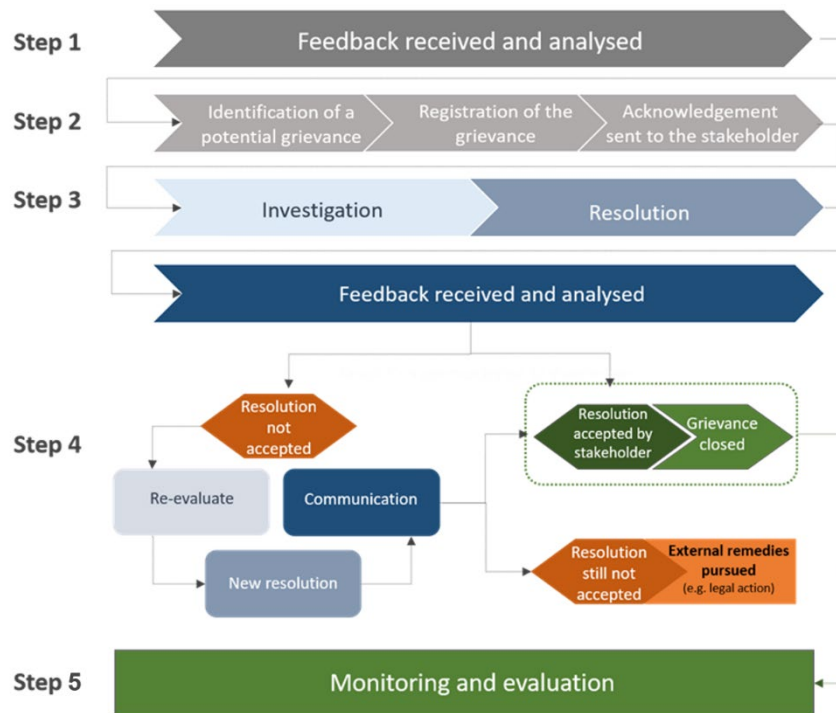 Step 1
Feedback received and analysed
Step 2
Identification of a
potential grievance
Registration of the
grievance
Acknowledgement
sent to the stakeholder
Step 3
Investigation
Resolution
Feedback received and analysed
Step 4
Resolution
not
accepted
Resolution
accepted by
stakeholder
Grievance
closed
Re-evaluate
Communication
New resolution
Resolution
still not
accepted
External remedies
pursued
(e.g. legal action)
Step 5
Monitoring and evaluation